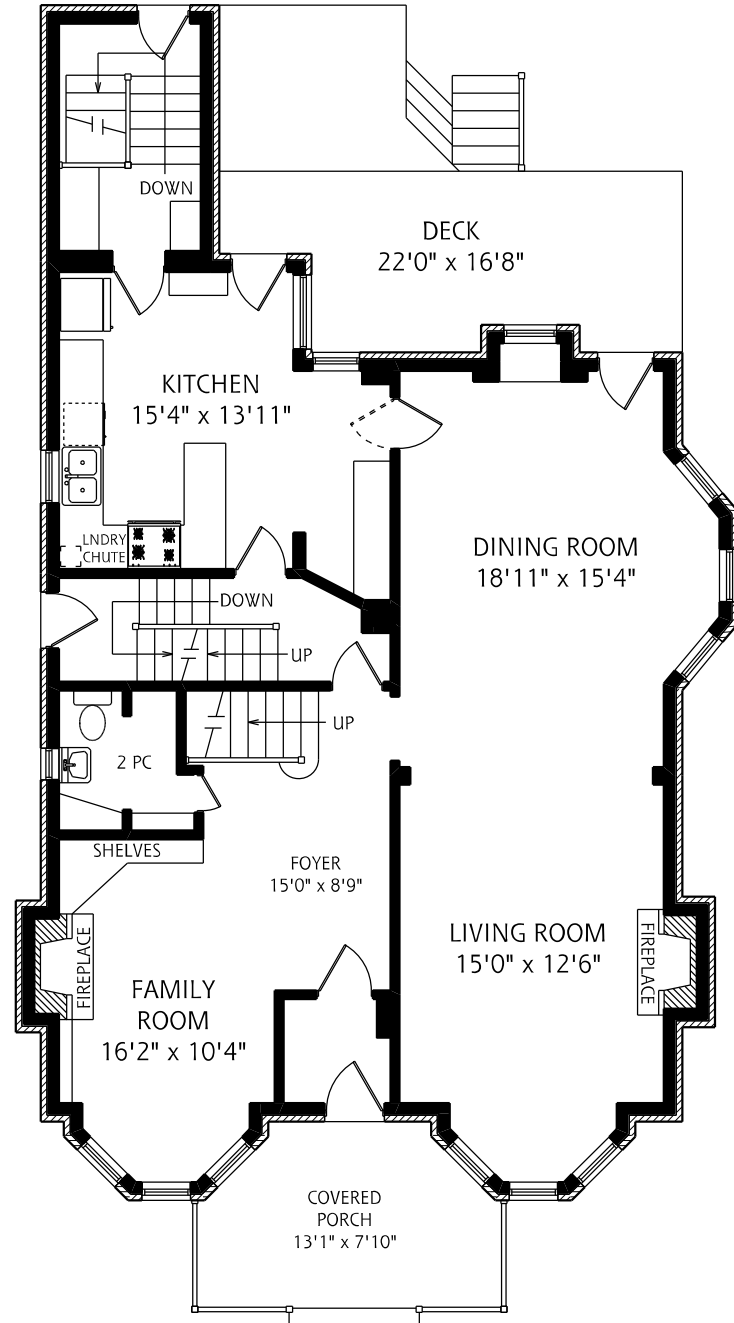 DOWN
DECK
22'0" x 16'8"
KITCHEN
15'4" x 13'11"
LNDRY
CHUTE
DINING ROOM
18'11" x 15'4"
DOWN
UP
UP
2 PC
SHELVES
FOYER
15'0" x 8'9"
FIREPLACE
LIVING ROOM
15'0" x 12'6"
FIREPLACE
FAMILY
ROOM
16'2" x 10'4"
COVERED
PORCH
13'1" x 7'10"